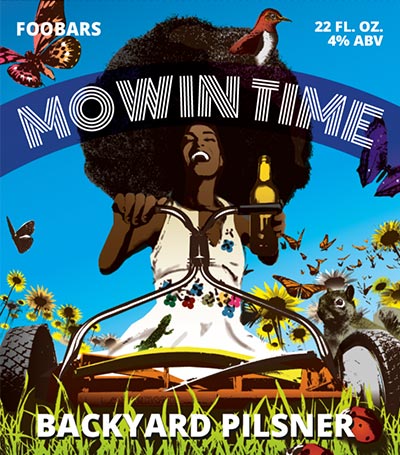 FOOBARS
22 FL. OZ.
4% ABV
MOWIN TIME
BACKYARD PILSNER